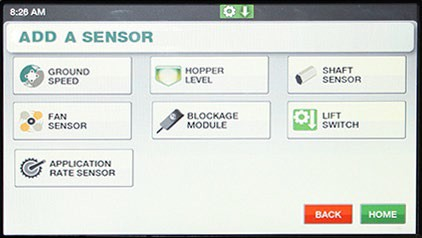 8:26 AM
ADD A SENSOR
GROUND
SPEED
HOPPER
LEVEL
SHAFT
SENSOR
FAN
SENSOR
BLOCKAGE
MODULE
LIFT
SWITCH
APPLICATION
RATE SENSOR
BACK
HOME